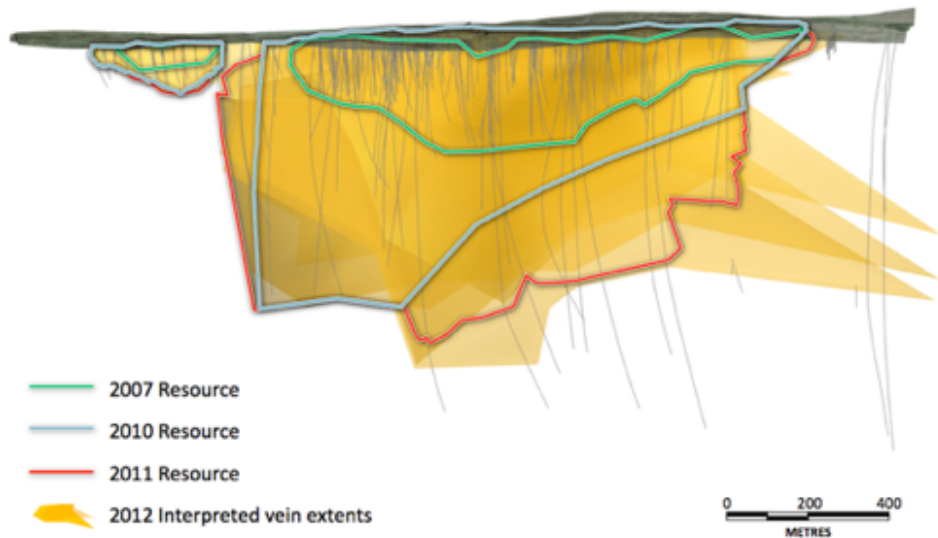 2007 Resource
2010 Resource
2011 Resource
2012 Interpreted vein extents
0 200 400
METRES